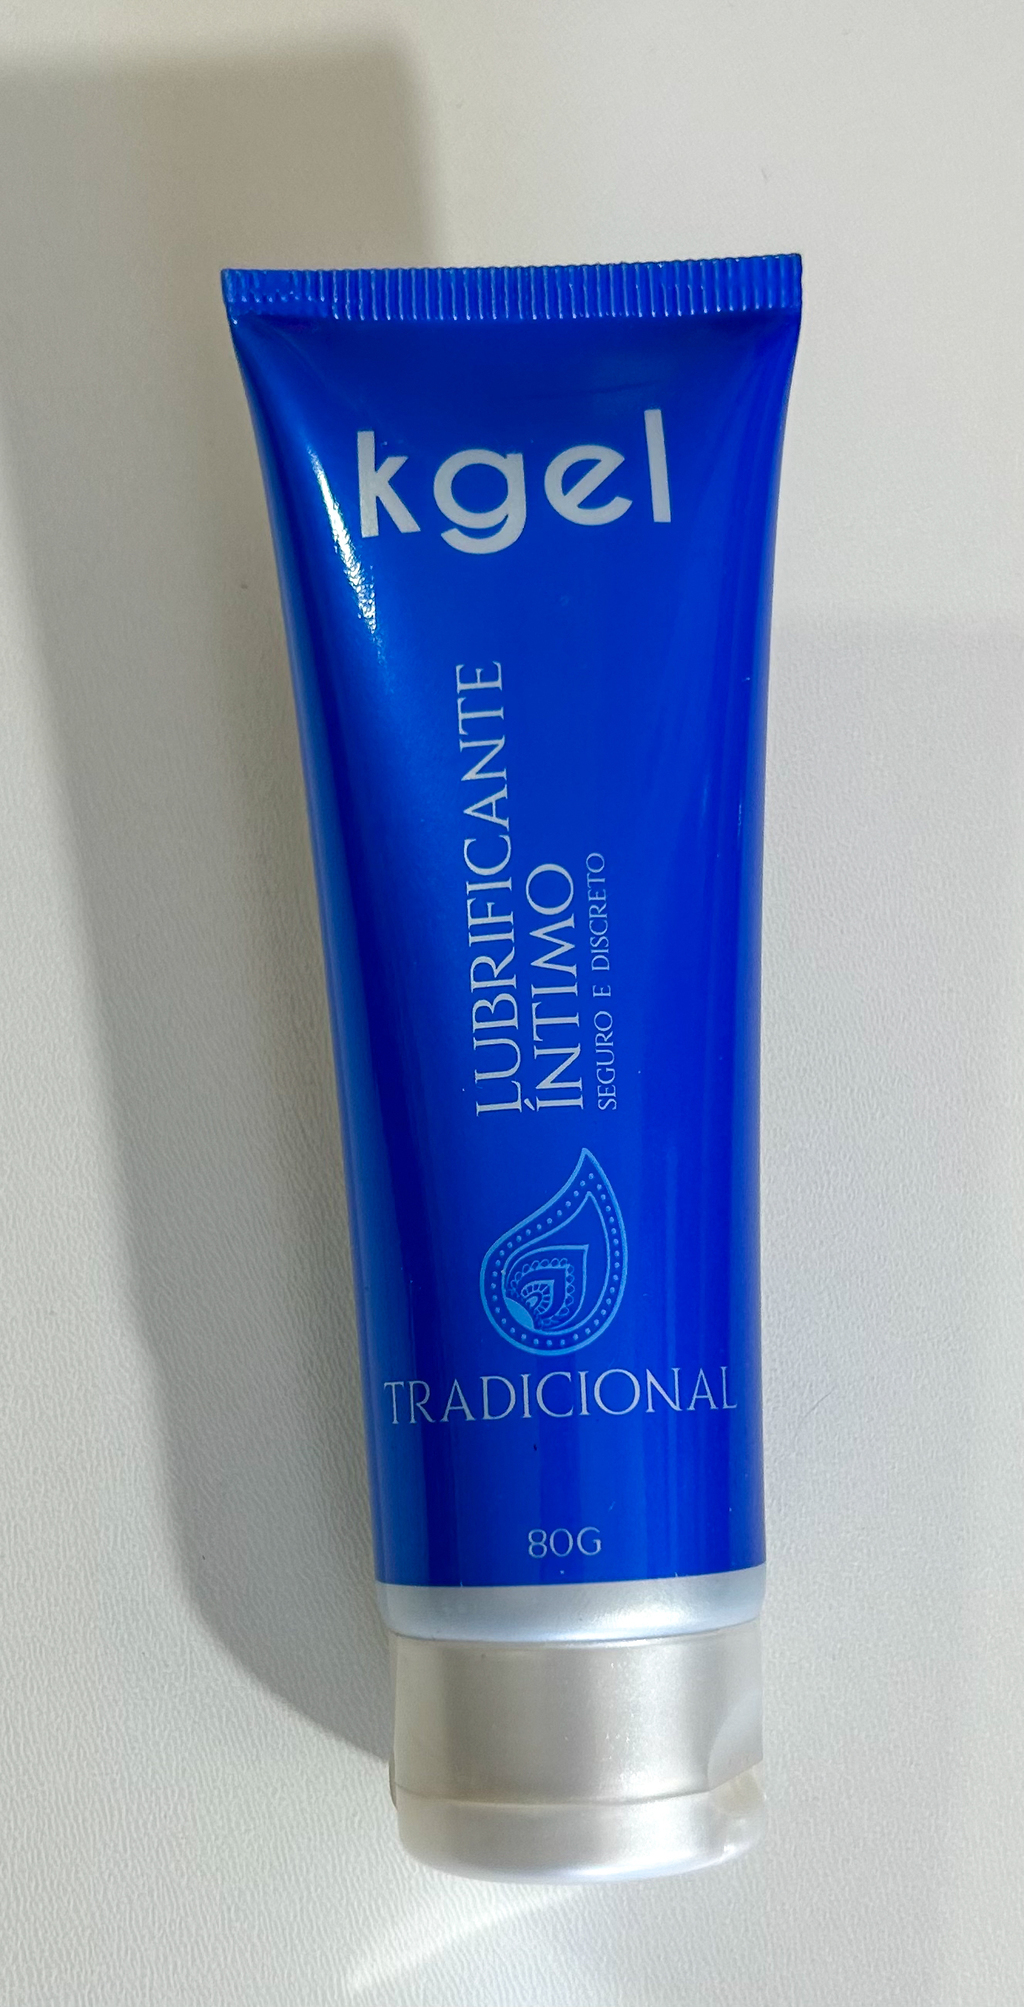 kgel
LUBRIFICANTE
ÍNTIMO
SEGURO E DISCRETO
TRADICIONAL
80G